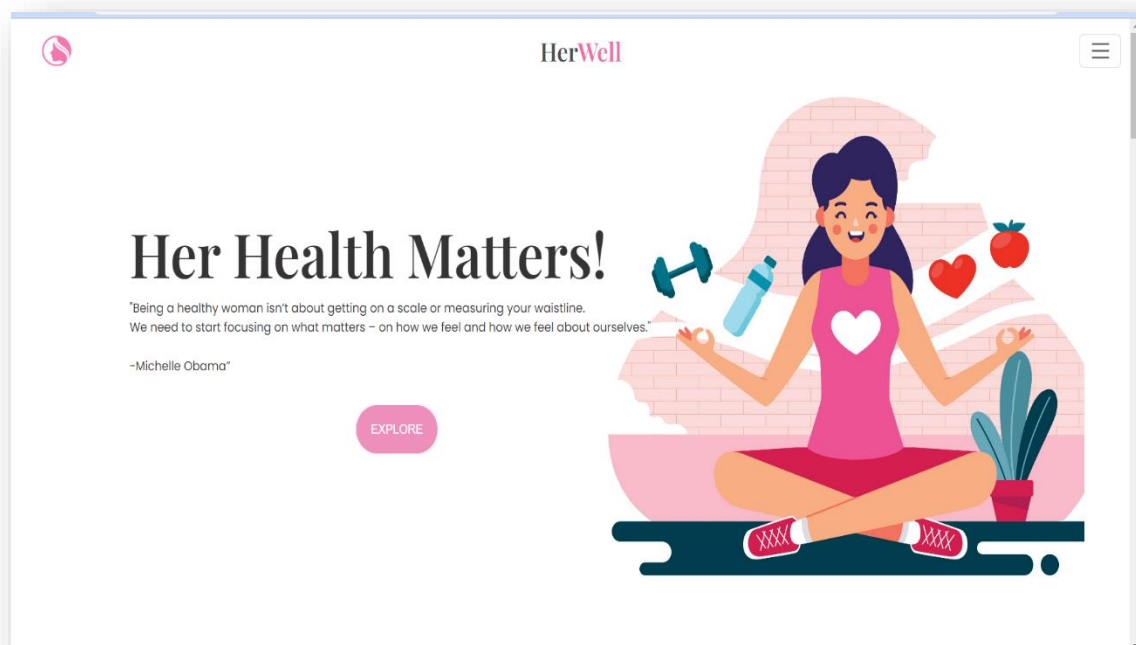 HerWell
Her Health Matters!
"Being a healthy woman isn't about getting on a scale or measuring your waistline.
We need to start focusing on what matters – on how we feel and how we feel about ourselves."
-Michelle Obama"
EXPLORE